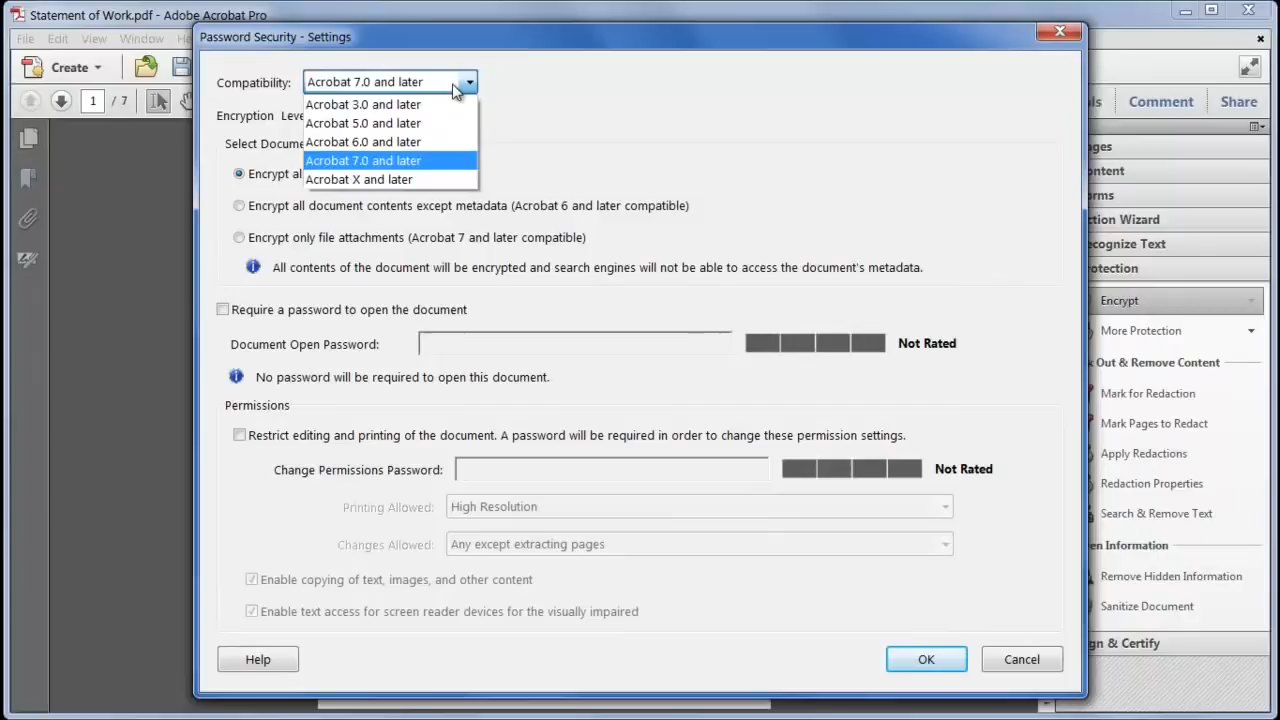 Statement of Work.pdf - Adobe Acrobat Pro
File Edit View Window He
Create
1 / 7
Comment Share
Password Security - Settings
Compatibility: Acrobat 7.0 and later
Acrobat 3.0 and later
Acrobat 5.0 and later
Acrobat 6.0 and later
Acrobat 7.0 and later
Acrobat X and later
Encryption Leve
Select Docume
Encrypt al
Encrypt all document contents except metadata (Acrobat 6 and later compatible)
Encrypt only file attachments (Acrobat 7 and later compatible)
All contents of the document will be encrypted and search engines will not be able to access the document's metadata.
Require a password to open the document
Document Open Password: Not Rated
No password will be required to open this document.
Permissions
Restrict editing and printing of the document. A password will be required in order to change these permission settings.
Change Permissions Password: Not Rated
Printing Allowed: High Resolution
Changes Allowed: Any except extracting pages
Enable copying of text, images, and other content
Enable text access for screen reader devices for the visually impaired
Help OK Cancel
ls
ages
ontent
orms
ction Wizard
ecognize Text
otection
Encrypt
More Protection
k Out & Remove Content
Mark for Redaction
Mark Pages to Redact
Apply Redactions
Redaction Properties
Search & Remove Text
en Information
Remove Hidden Information
Sanitize Document
gn & Certify